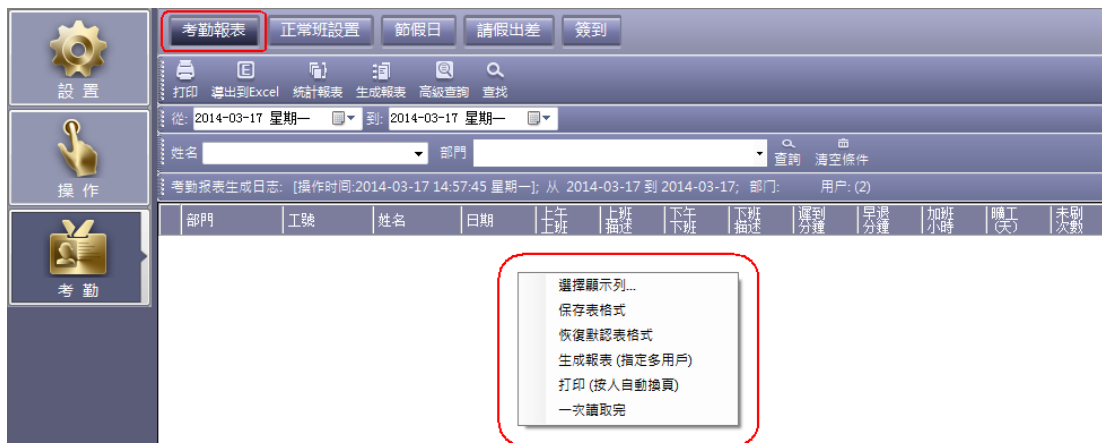 考勤報表 正常班設置 節假日 請假出差 簽到
打印 導出到Excel 統計報表 生成報表 高級查詢 查找
從: 2014-03-17 星期一 到: 2014-03-17 星期一
姓名 部門 查詢 清空條件
考勤报表生成日志: [操作时间:2014-03-17 14:57:45 星期一]; 从 2014-03-17 到 2014-03-17; 部门: 用户: (2)
部門 工號 姓名 日期 上午上班 上班描述 下午下班 下班描述 遲到分鐘 早退分鐘 加班小時 曠工(天) 未刷次數
設 置
操 作
考 勤
選擇顯示列...
保存表格式
恢復默認表格式
生成報表 (指定多用戶)
打印 (按人自動換頁)
一次讀取完